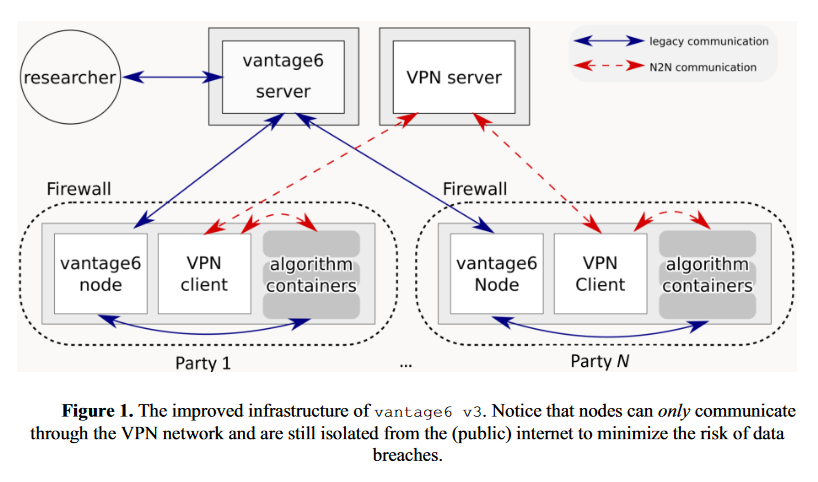 researcher
vantage6
server
VPN server
legacy communication
N2N communication
Firewall
Firewall
vantage6
node
VPN
client
algorithm
containers
vantage6
Node
VPN
Client
algorithm
containers
Party 1
...
Party N
Figure 1. The improved infrastructure of vantage6 v3. Notice that nodes can only communicate
through the VPN network and are still isolated from the (public) internet to minimize the risk of data
breaches.